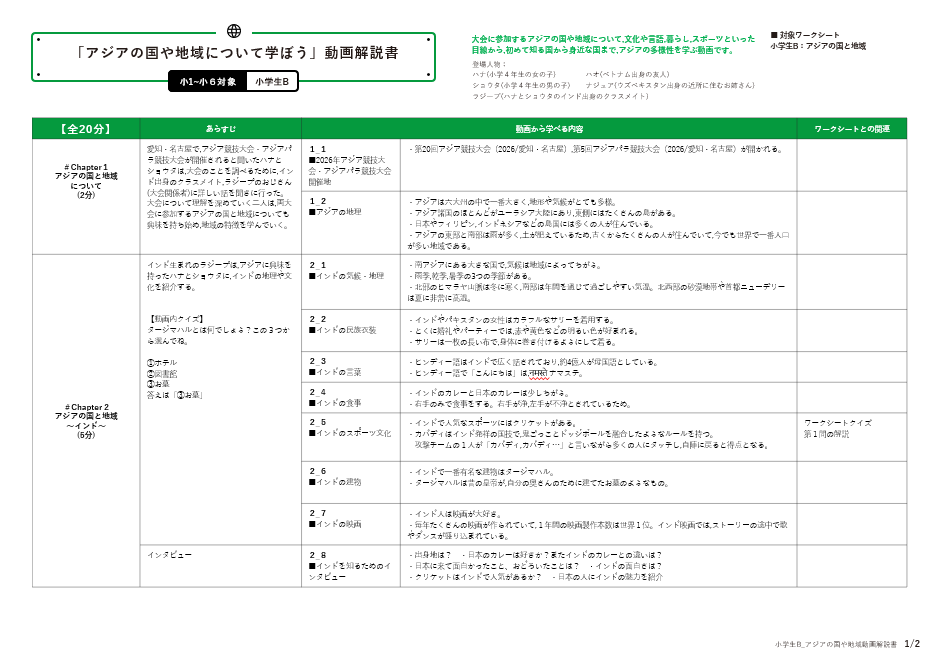 「アジアの国や地域について学ぼう」動画解説書
小1~小６対象 小学生B
大会に参加するアジアの国や地域について、文化や言語、暮らし、スポーツといった
目線から、初めて知る国から身近な国まで、アジアの多様性を学ぶ動画です。
登場人物：
ハナ(小学４年生の女の子) ハオ(ベトナム出身の友人)
ショウタ(小学４年生の男の子) ナジュア(ウズベキスタン出身の近所に住むお姉さん)
ラジープ(ハナとショウタのインド出身のクラスメイト)
■ 対象ワークシート
小学生B：アジアの国と地域
【全20分】 あらすじ 動画から学べる内容 ワークシートとの関連
＃Chapter 1
アジアの国と地域
について
(2分)
愛知・名古屋で、アジア競技大会・アジアパ
ラ競技大会が開催されると聞いたハナと
ショウタは、大会のことを調べるために、イン
ド出身のクラスメイト、ラジープのおじさん
(大会関係者)に詳しい話を聞きに行った。
大会について理解を深めていく二人は、両大
会に参加するアジアの国と地域についても
興味を持ち始め、地域の特徴を学んでいく。
1_1
■2026年アジア競技大
会・アジアパラ競技大会
開催地
・第20回アジア競技大会（2026/愛知・名古屋）、第5回アジアパラ競技大会（2026/愛知・名古屋）が開かれる。
1_2
■アジアの地理
・アジアは六大州の中で一番大きく、地形や気候がとても多様。
・アジア諸国のほとんどがユーラシア大陸にあり、東側にはたくさんの島がある。
・日本やフィリピン、インドネシアなどの島国には多くの人が住んでいる。
・アジアの東部と南部は雨が多く、土が肥えているため、古くからたくさんの人が住んでいて、今でも世界で一番人口
が多い地域である。
＃Chapter 2
アジアの国と地域
～インド～
(6分)
インド生まれのラジープは、アジアに興味を
持ったハナとショウタに、インドの地理や文
化を紹介する。
【動画内クイズ】
タージマハルとは何でしょう？この３つか
ら選んでね。
①ホテル
②図書館
③お墓
答えは「③お墓」
2_1
■インドの気候・地理
・南アジアにある大きな国で、気候は地域によってちがう。
・雨季、乾季、暑季の3つの季節がある。
・北部のヒマラヤ山脈は冬に寒く、南部は年間を通じて過ごしやすい気温。北西部の砂漠地帯や首都ニューデリー
は夏に非常に高温。
2_2
■インドの民族衣装
・インドやパキスタンの女性はカラフルなサリーを着用する。
・とくに婚礼やパーティーでは、赤や黄色などの明るい色が好まれる。
・サリーは一枚の長い布で、身体に巻き付けるようにして着る。
2_3
■インドの言葉
・ヒンディー語はインドで広く話されており、約4億人が母国語としている。
・ヒンディー語で「こんにちは」は、नमस्ते ナマステ。
2_4
■インドの食事
・インドのカレーと日本のカレーは少しちがう。
・右手のみで食事をする。右手が浄、左手が不浄とされているため。
2_5
■インドのスポーツ文化
・インドで人気なスポーツにはクリケットがある。
・カバディはインド発祥の国技で、鬼ごっことドッジボールを融合したようなルールを持つ。
攻撃チームの１人が「カバディ、カバディ…」と言いながら多くの人にタッチし、自陣に戻ると得点となる。
ワークシートクイズ
第１問の解説
2_6
■インドの建物
・インドで一番有名な建物はタージマハル。
・タージマハルは昔の皇帝が、自分の奥さんのために建てたお墓のようなもの。
2_7
■インドの映画
・インド人は映画が大好き。
・毎年たくさんの映画が作られていて、１年間の映画製作本数は世界１位。インド映画では、ストーリーの途中で歌
やダンスが盛り込まれている。
インタビュー
2_8
■インドを知るためのイ
ンタビュー
・出身地は？ ・日本のカレーは好きか？またインドのカレーとの違いは？
・日本に来て面白かったこと、おどろいたことは？ ・インドの面白さは？
・クリケットはインドで人気があるか？ ・日本の人にインドの魅力を紹介
小学生B_アジアの国や地域動画解説書 1/2